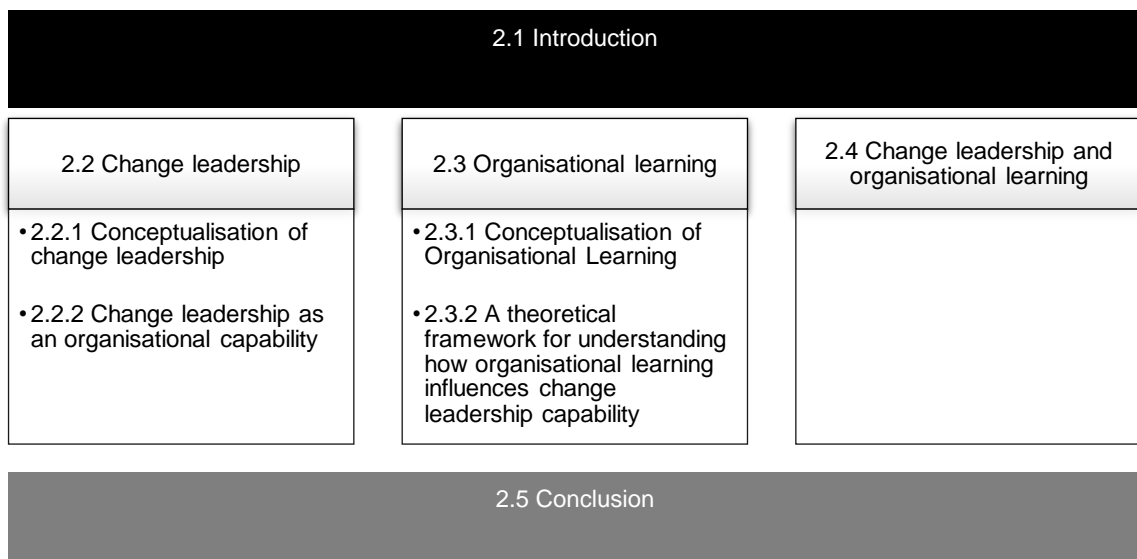 2.1 Introduction
2.2 Change leadership
•2.2.1 Conceptualisation of
change leadership
•2.2.2 Change leadership as
an organisational capability
2.3 Organisational learning
•2.3.1 Conceptualisation of
Organisational Learning
•2.3.2 A theoretical
framework for understanding
how organisational learning
influences change
leadership capability
2.4 Change leadership and
organisational learning
2.5 Conclusion